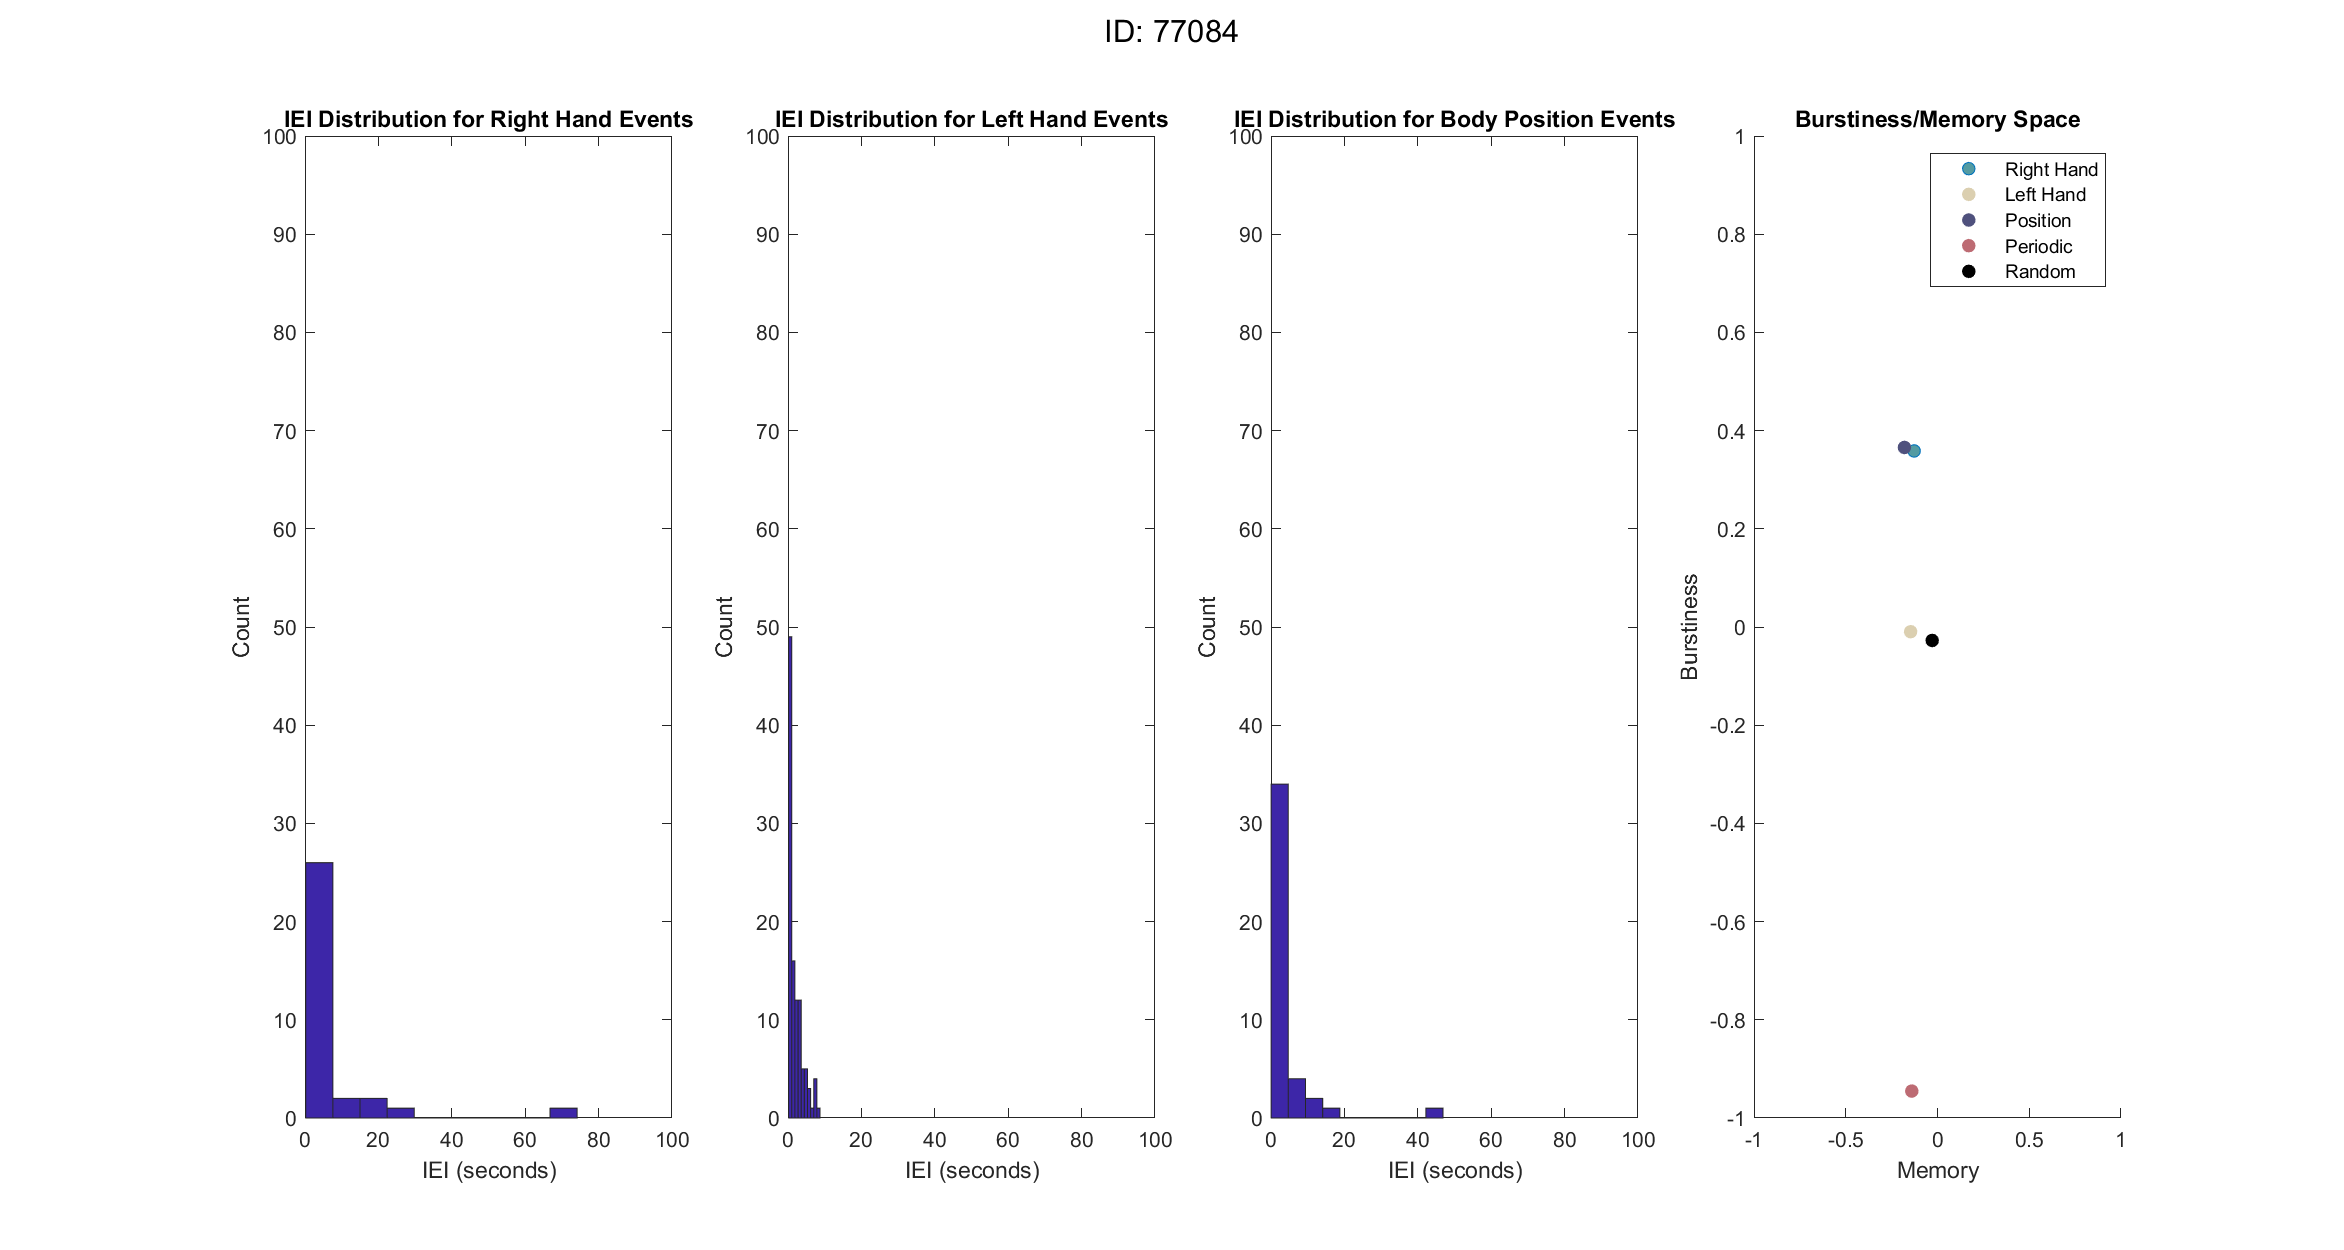 ID: 77084
IEI Distribution for Right Hand Events
100
90
80
70
60
50
40
30
20
10
0
Count
0 20 40 60 80 100
IEI (seconds)
IEI Distribution for Left Hand Events
100
90
80
70
60
50
40
30
20
10
0
Count
0 20 40 60 80 100
IEI (seconds)
IEI Distribution for Body Position Events
100
90
80
70
60
50
40
30
20
10
0
Count
0 20 40 60 80 100
IEI (seconds)
Burstiness/Memory Space
1
0.8
0.6
0.4
0.2
0
-0.2
-0.4
-0.6
-0.8
-1
Burstiness
Right Hand
Left Hand
Position
Periodic
Random
-1 -0.5 0 0.5 1
Memory